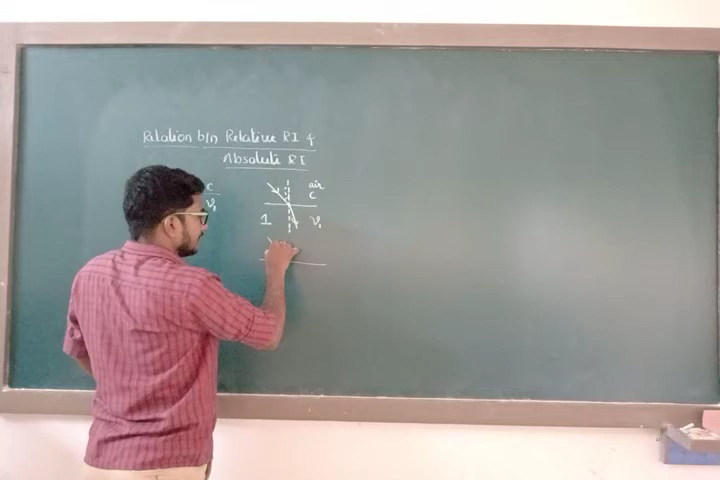 Relation b/n Relative RI &
Absolute RI
c
v₁
air
c
1
v₁